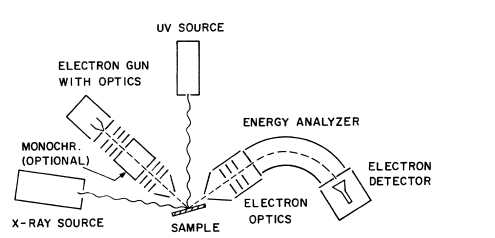 UV SOURCE
ELECTRON GUN
WITH OPTICS
ENERGY ANALYZER
MONOCHR.
(OPTIONAL)
ELECTRON
DETECTOR
ELECTRON
OPTICS
X-RAY SOURCE
SAMPLE